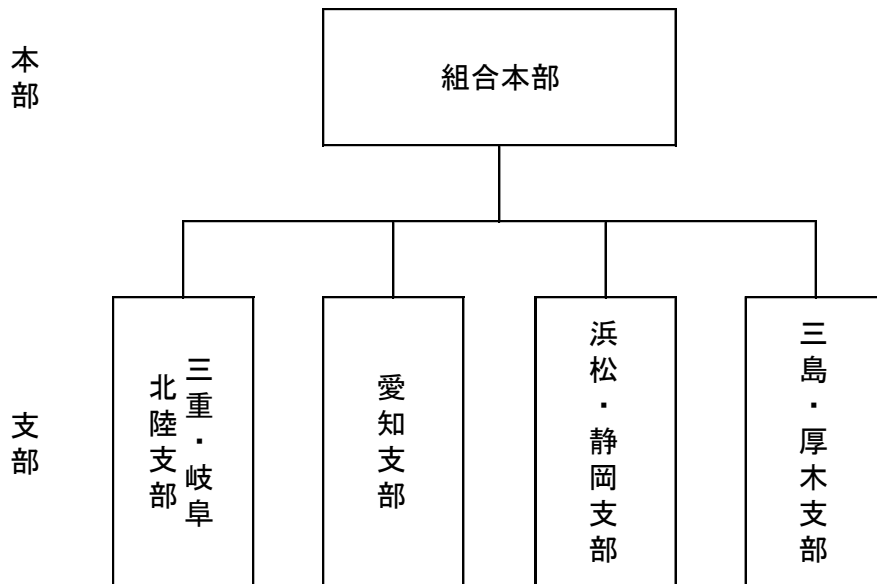 本部
組合本部
支部
三重・岐阜
北陸支部
愛知支部
浜松・静岡支部
三島・厚木支部